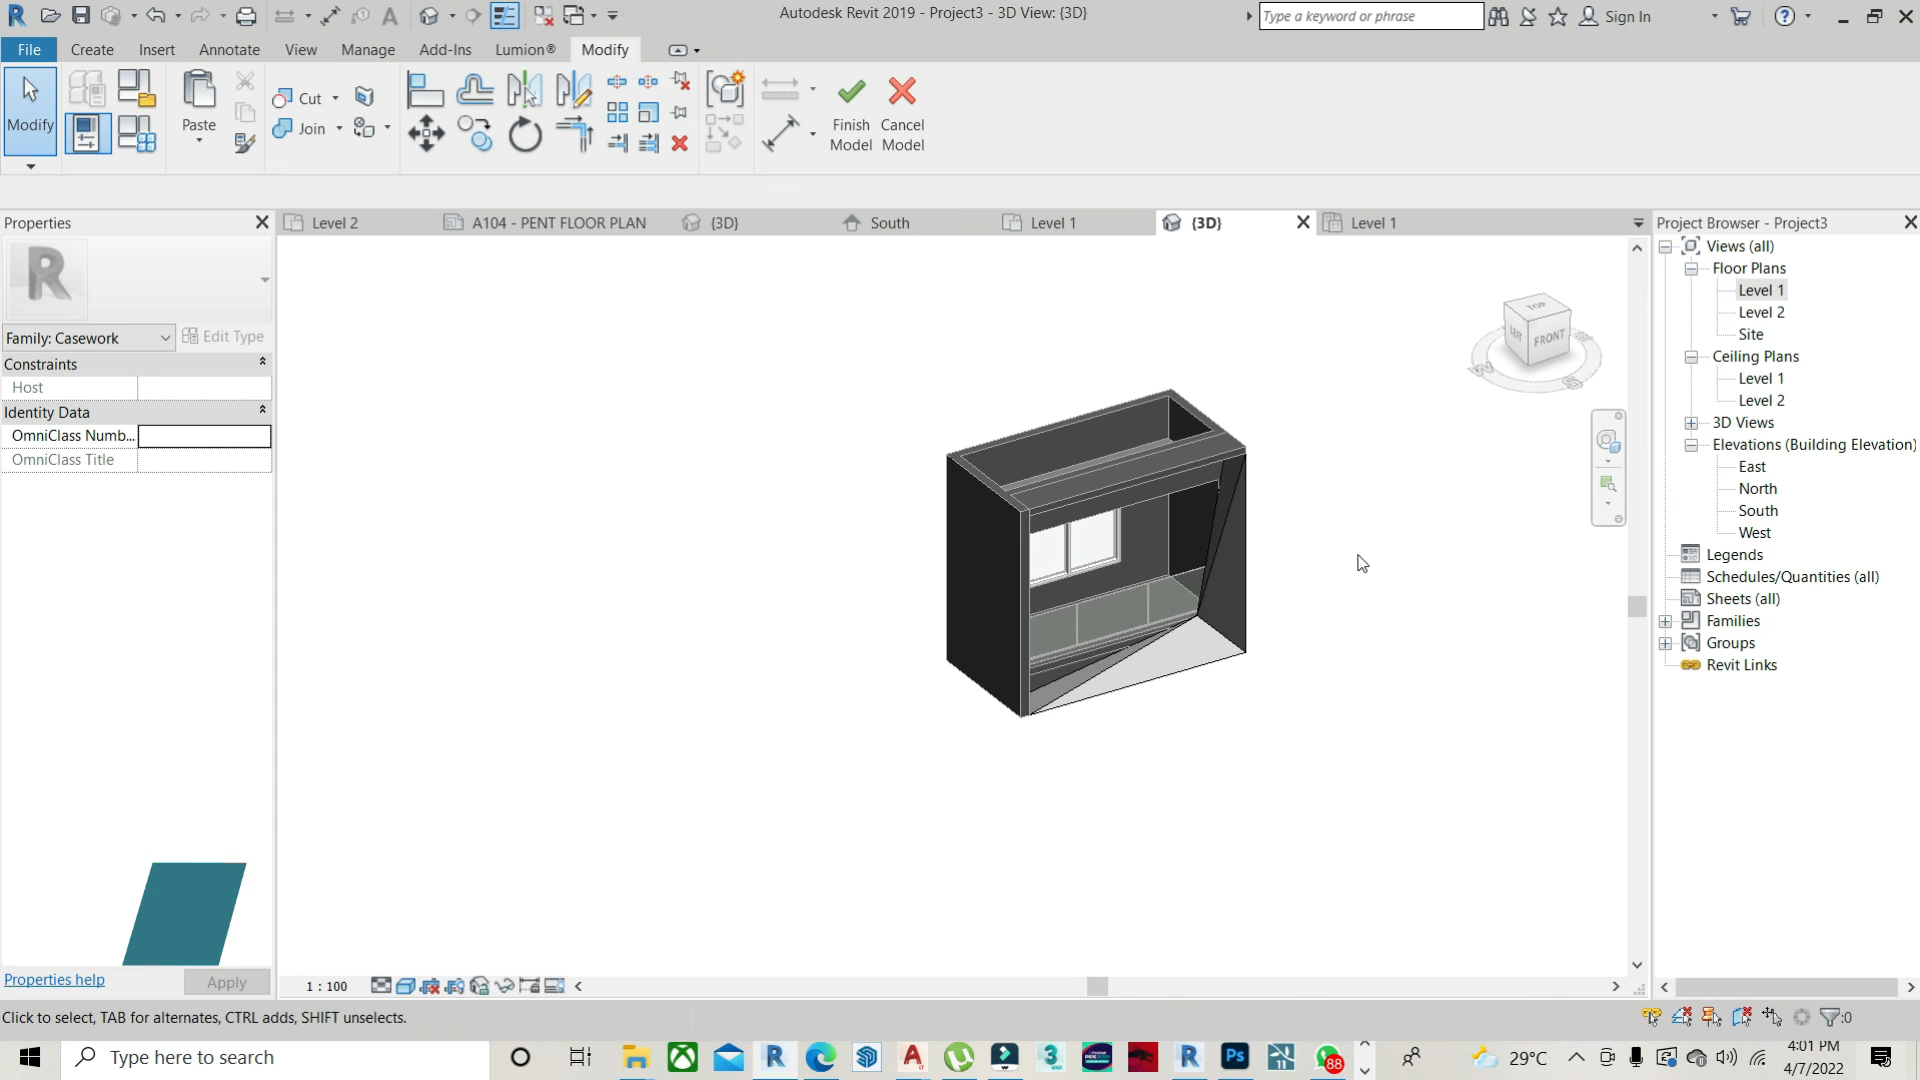 Autodesk Revit 2019 - Project3 - 3D View: {3D}
Type a keyword or phrase
Sign In
File
Create
Insert
Annotate
View
Manage
Add-Ins
Lumion®
Modify
Modify
Paste
Cut
Join
Finish
Model
Cancel
Model
Properties
Level 2
A104 - PENT FLOOR PLAN
{3D}
South
Level 1
{3D}
Level 1
Project Browser - Project3
R
Family: Casework
Edit Type
Constraints
Host
Identity Data
OmniClass Numb...
OmniClass Title
TOP
LEFT
FRONT
W
S
Views (all)
Floor Plans
Level 1
Level 2
Site
Ceiling Plans
Level 1
Level 2
3D Views
Elevations (Building Elevation)
East
North
South
West
Legends
Schedules/Quantities (all)
Sheets (all)
Families
Groups
Revit Links
Properties help
Apply
1 : 100
Click to select, TAB for alternates, CTRL adds, SHIFT unselects.
:0
Type here to search
88
29°C
4:01 PM
4/7/2022